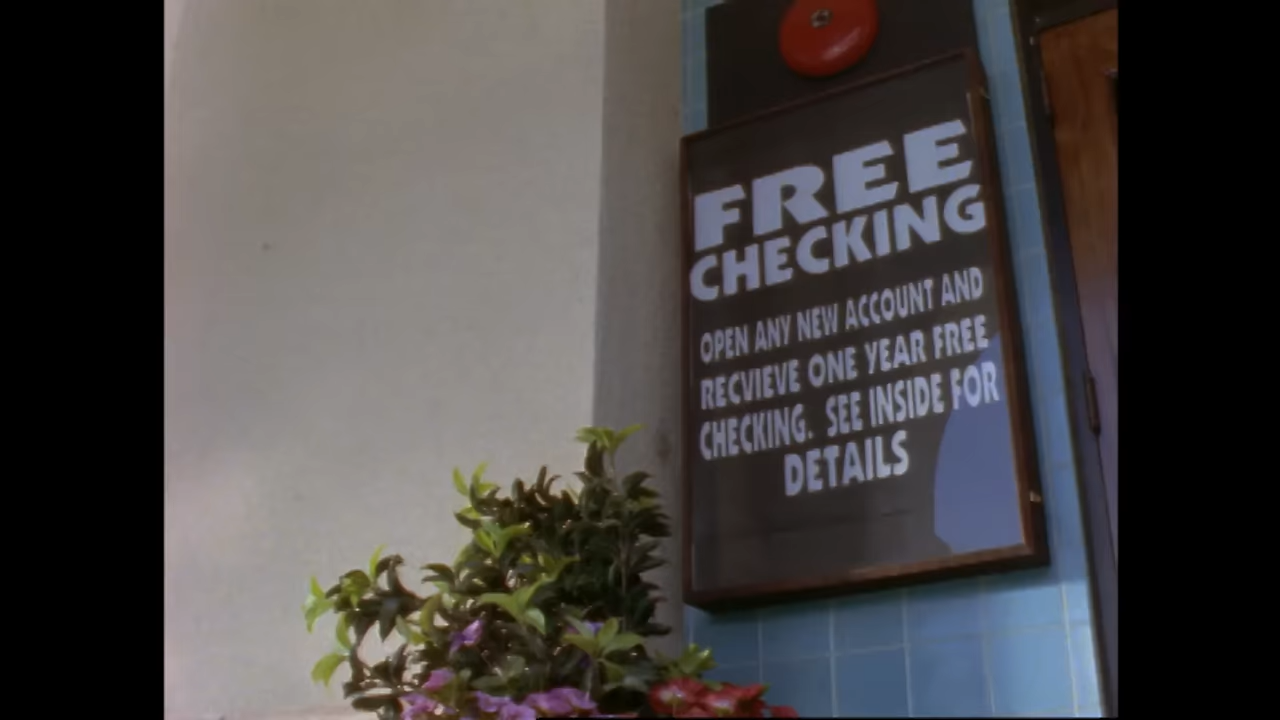 FREE
CHECKING
OPEN ANY NEW ACCOUNT AND
RECVIEVE ONE YEAR FREE
CHECKING. SEE INSIDE FOR
DETAILS